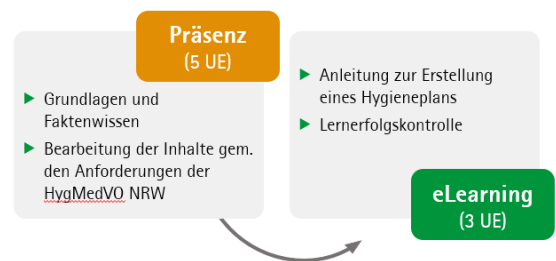 Präsenz
(5 UE)
Grundlagen und
Faktenwissen
Bearbeitung der Inhalte gem.
den Anforderungen der
HygMedVO NRW
Anleitung zur Erstellung
eines Hygieneplans
Lernerfolgskontrolle
eLearning
(3 UE)